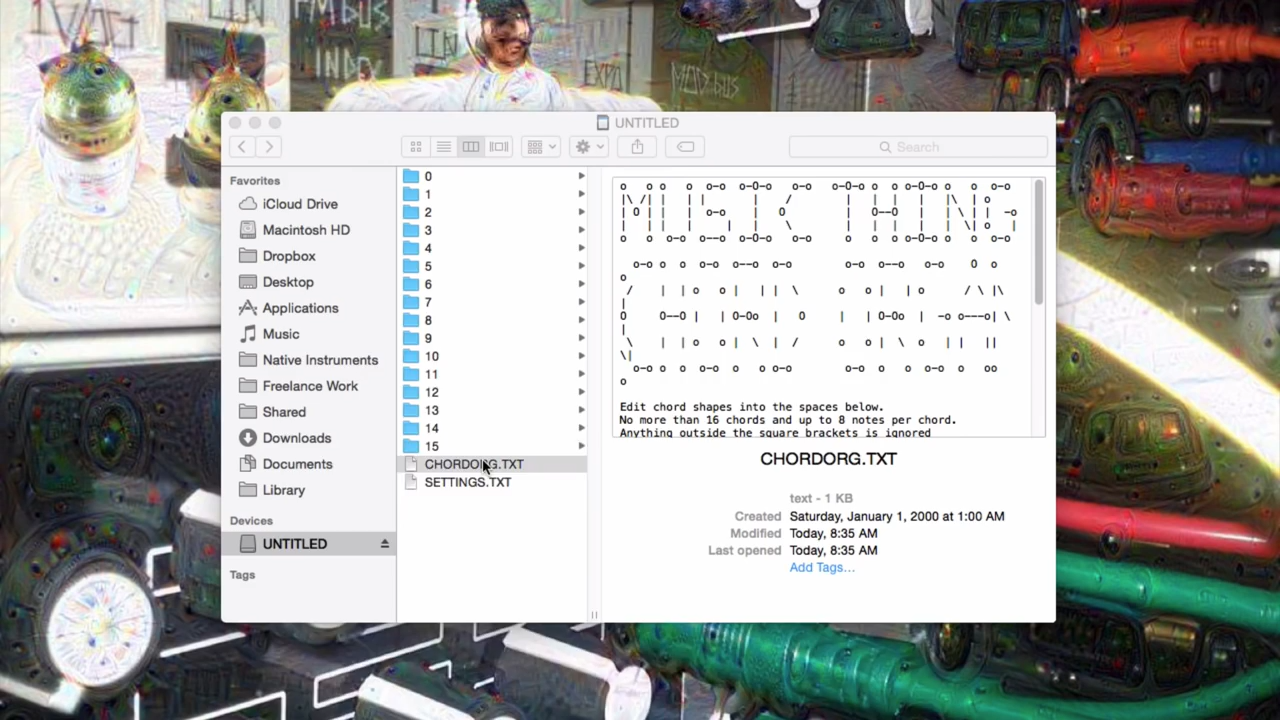 UNTITLED
Search
Favorites
iCloud Drive
Macintosh HD
Dropbox
Desktop
Applications
Music
Native Instruments
Freelance Work
Shared
Downloads
Documents
Library
Devices
UNTITLED
Tags
0
1
2
3
4
5
6
7
8
9
10
11
12
13
14
15
CHORDORG.TXT
SETTINGS.TXT
MUSIC THING
CHORD ORGAN
Edit chord shapes into the spaces below.
No more than 16 chords and up to 8 notes per chord.
Anything outside the square brackets is ignored
CHORDORG.TXT
text - 1 KB
Created Saturday, January 1, 2000 at 1:00 AM
Modified Today, 8:35 AM
Last opened Today, 8:35 AM
Add Tags...